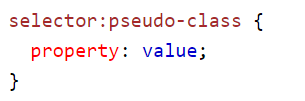 selector:pseudo-class {
  property: value;
}